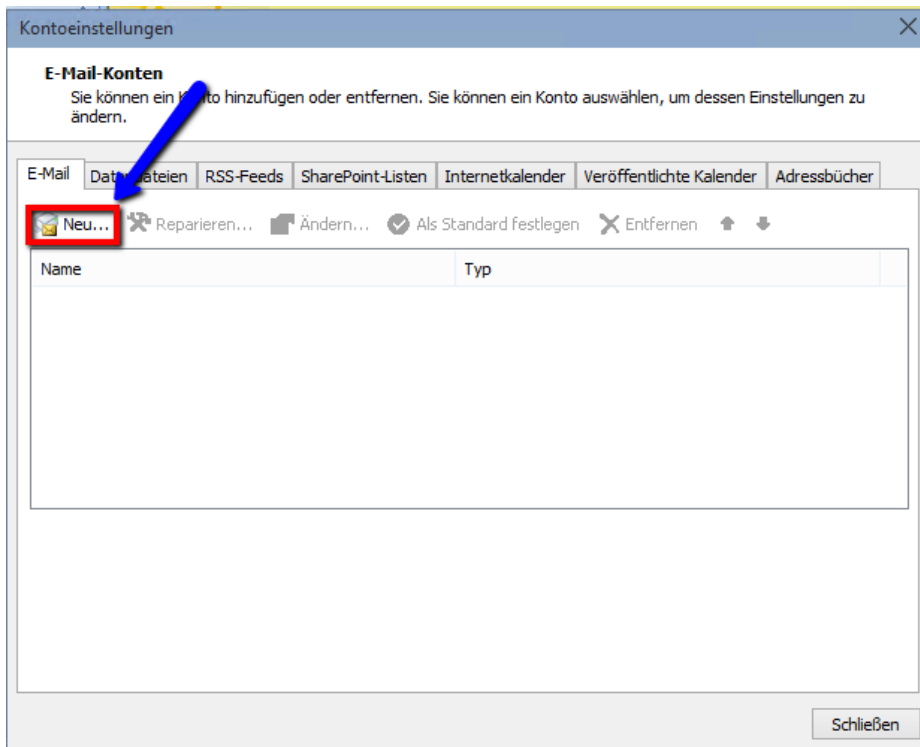 Kontoeinstellungen
E-Mail-Konten
Sie können ein Konto hinzufügen oder entfernen. Sie können ein Konto auswählen, um dessen Einstellungen zu
ändern.
E-Mail Datendateien RSS-Feeds SharePoint-Listen Internetkalender Veröffentlichte Kalender Adressbücher
Neu... Reparieren... Ändern... Als Standard festlegen Entfernen
Name Typ
Schließen